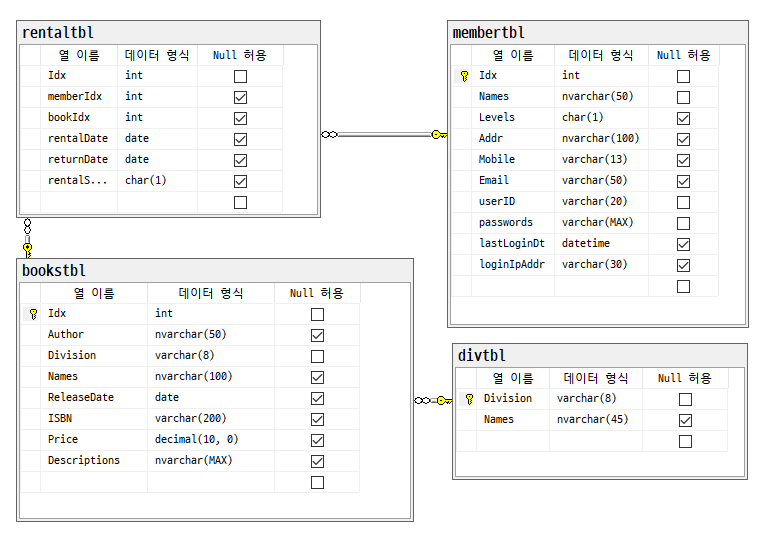 rentaltbl
열 이름 데이터 형식 Null 허용
Idx int
memberIdx int
bookIdx int
rentalDate date
returnDate date
rentalS... char(1)
membertbl
열 이름 데이터 형식 Null 허용
Idx int
Names nvarchar(50)
Levels char(1)
Addr nvarchar(100)
Mobile varchar(13)
Email varchar(50)
userID varchar(20)
passwords varchar(MAX)
lastLoginDt datetime
loginIpAddr varchar(30)
bookstbl
열 이름 데이터 형식 Null 허용
Idx int
Author nvarchar(50)
Division varchar(8)
Names nvarchar(100)
ReleaseDate date
ISBN varchar(200)
Price decimal(10, 0)
Descriptions nvarchar(MAX)
divtbl
열 이름 데이터 형식 Null 허용
Division varchar(8)
Names nvarchar(45)